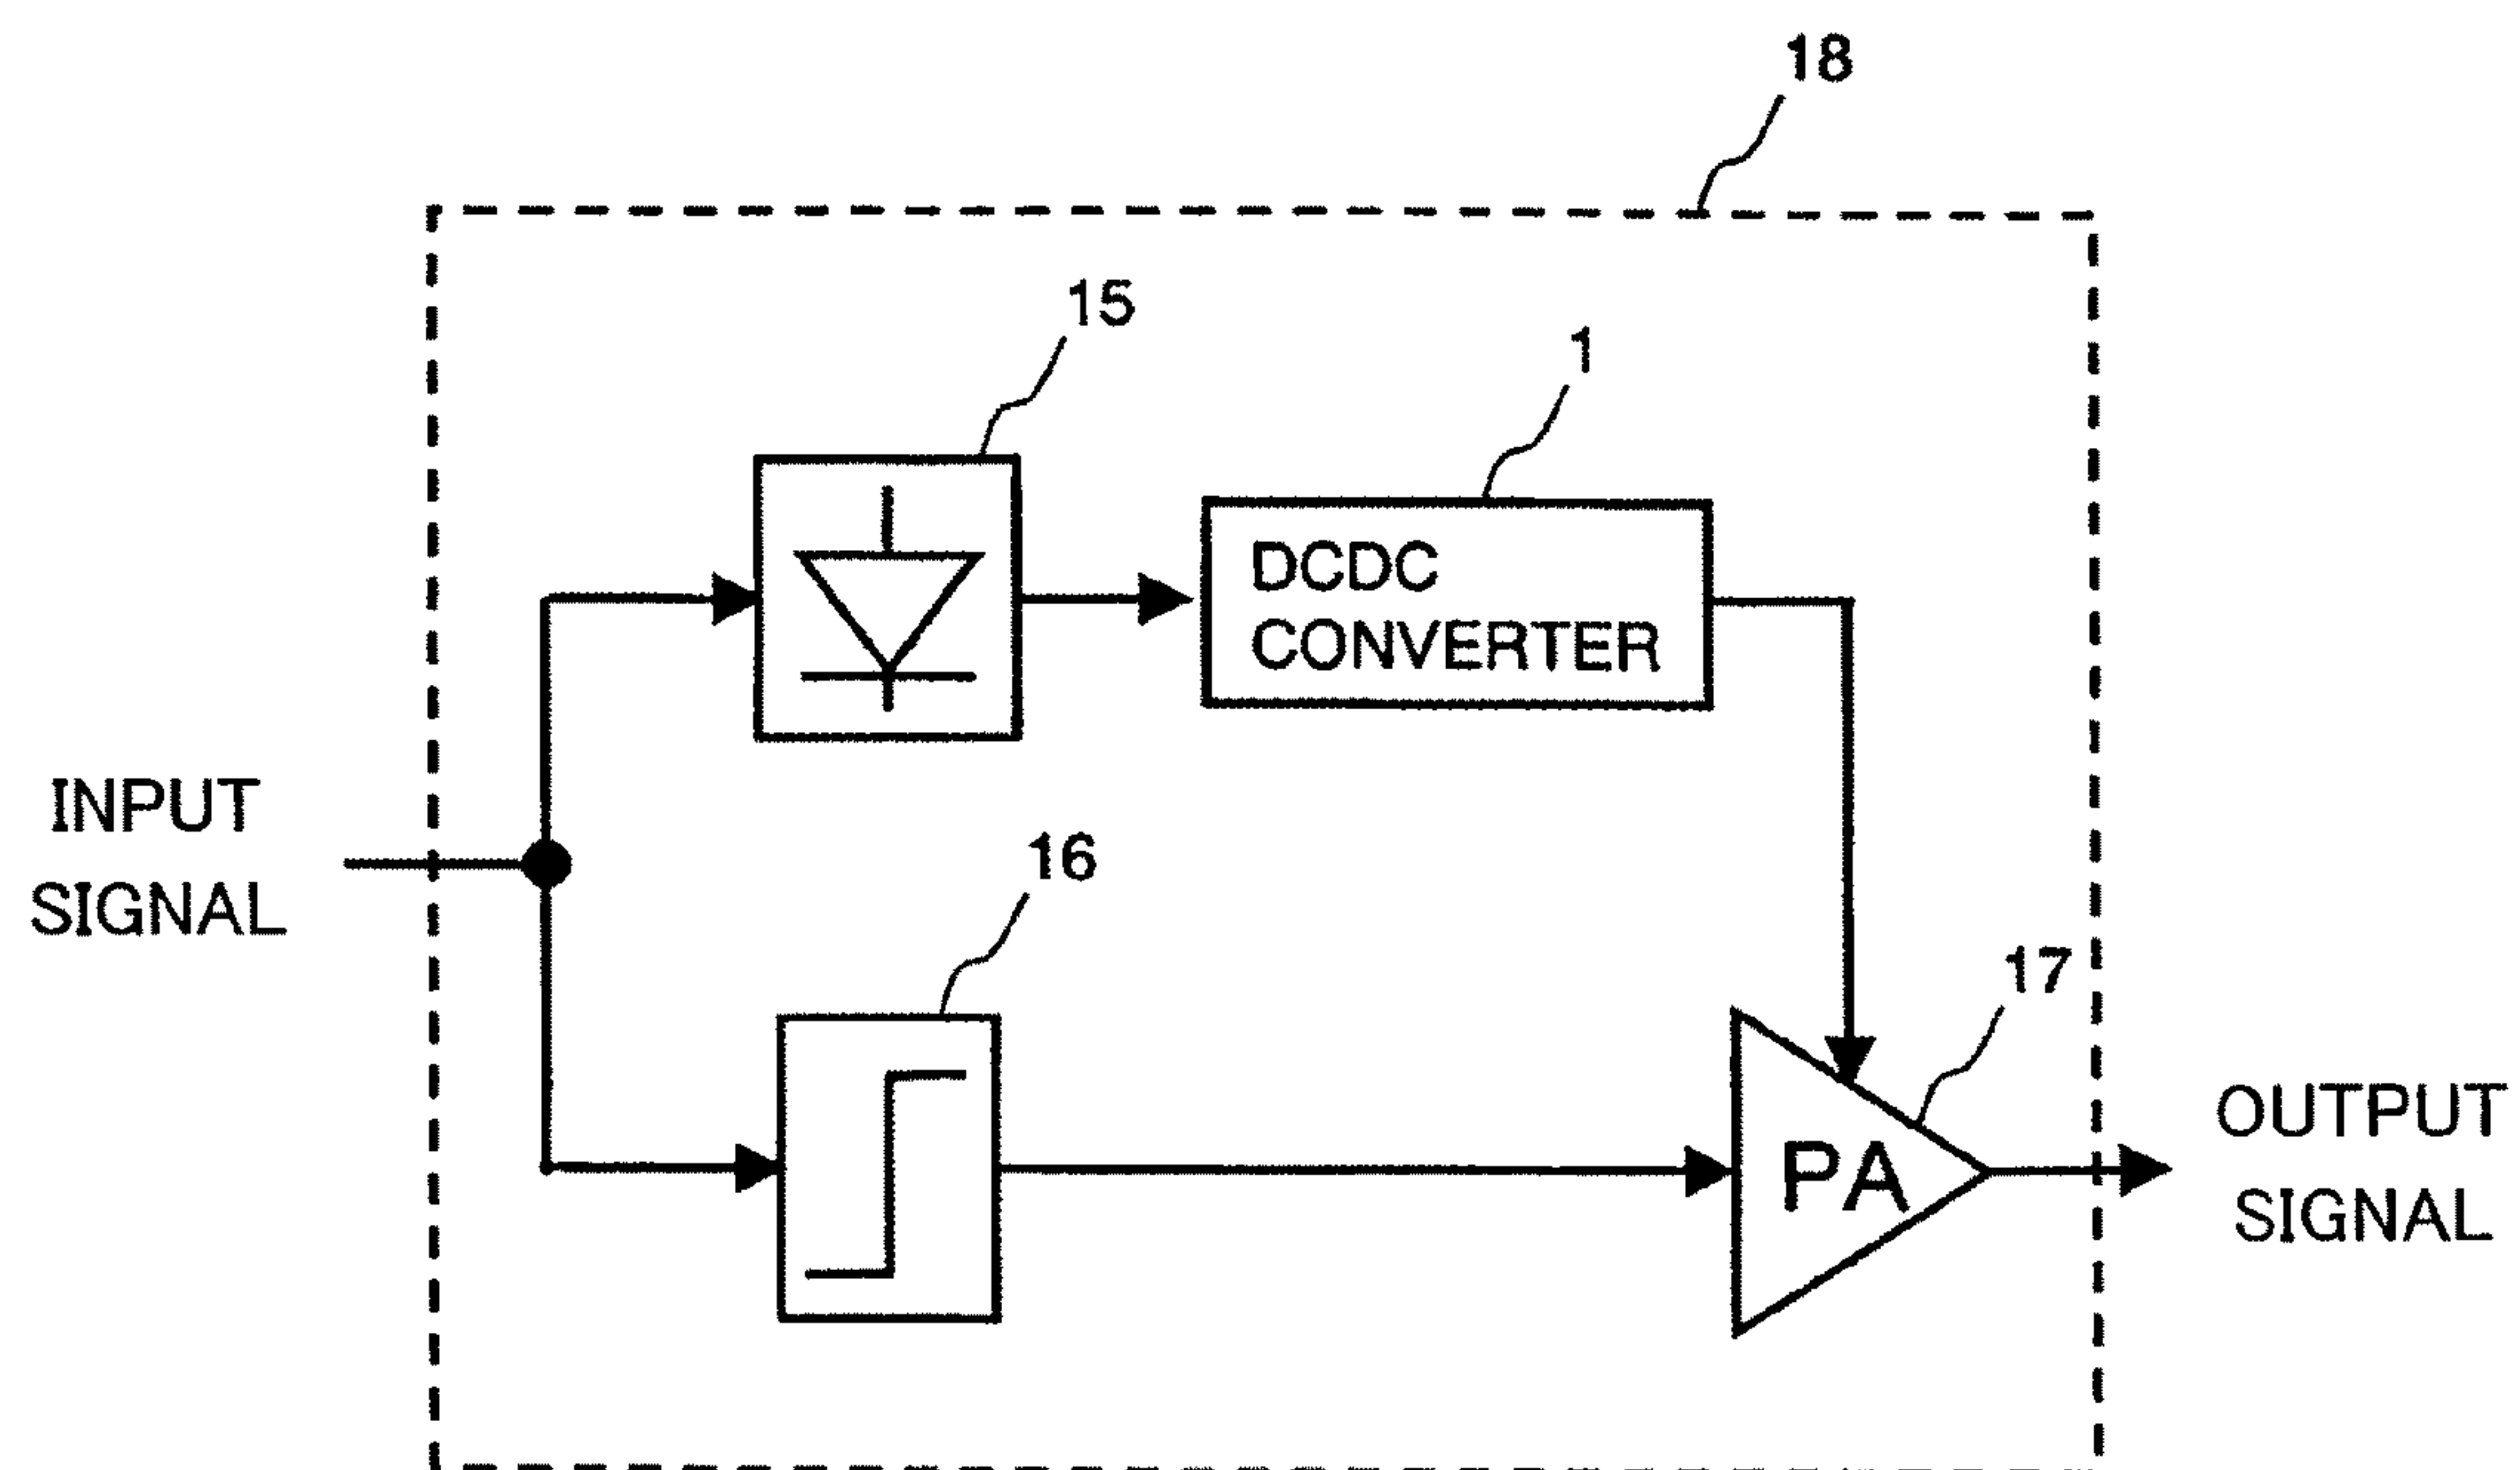 18
15
1
DCDC
CONVERTER
INPUT
SIGNAL
16
17
PA
OUTPUT
SIGNAL